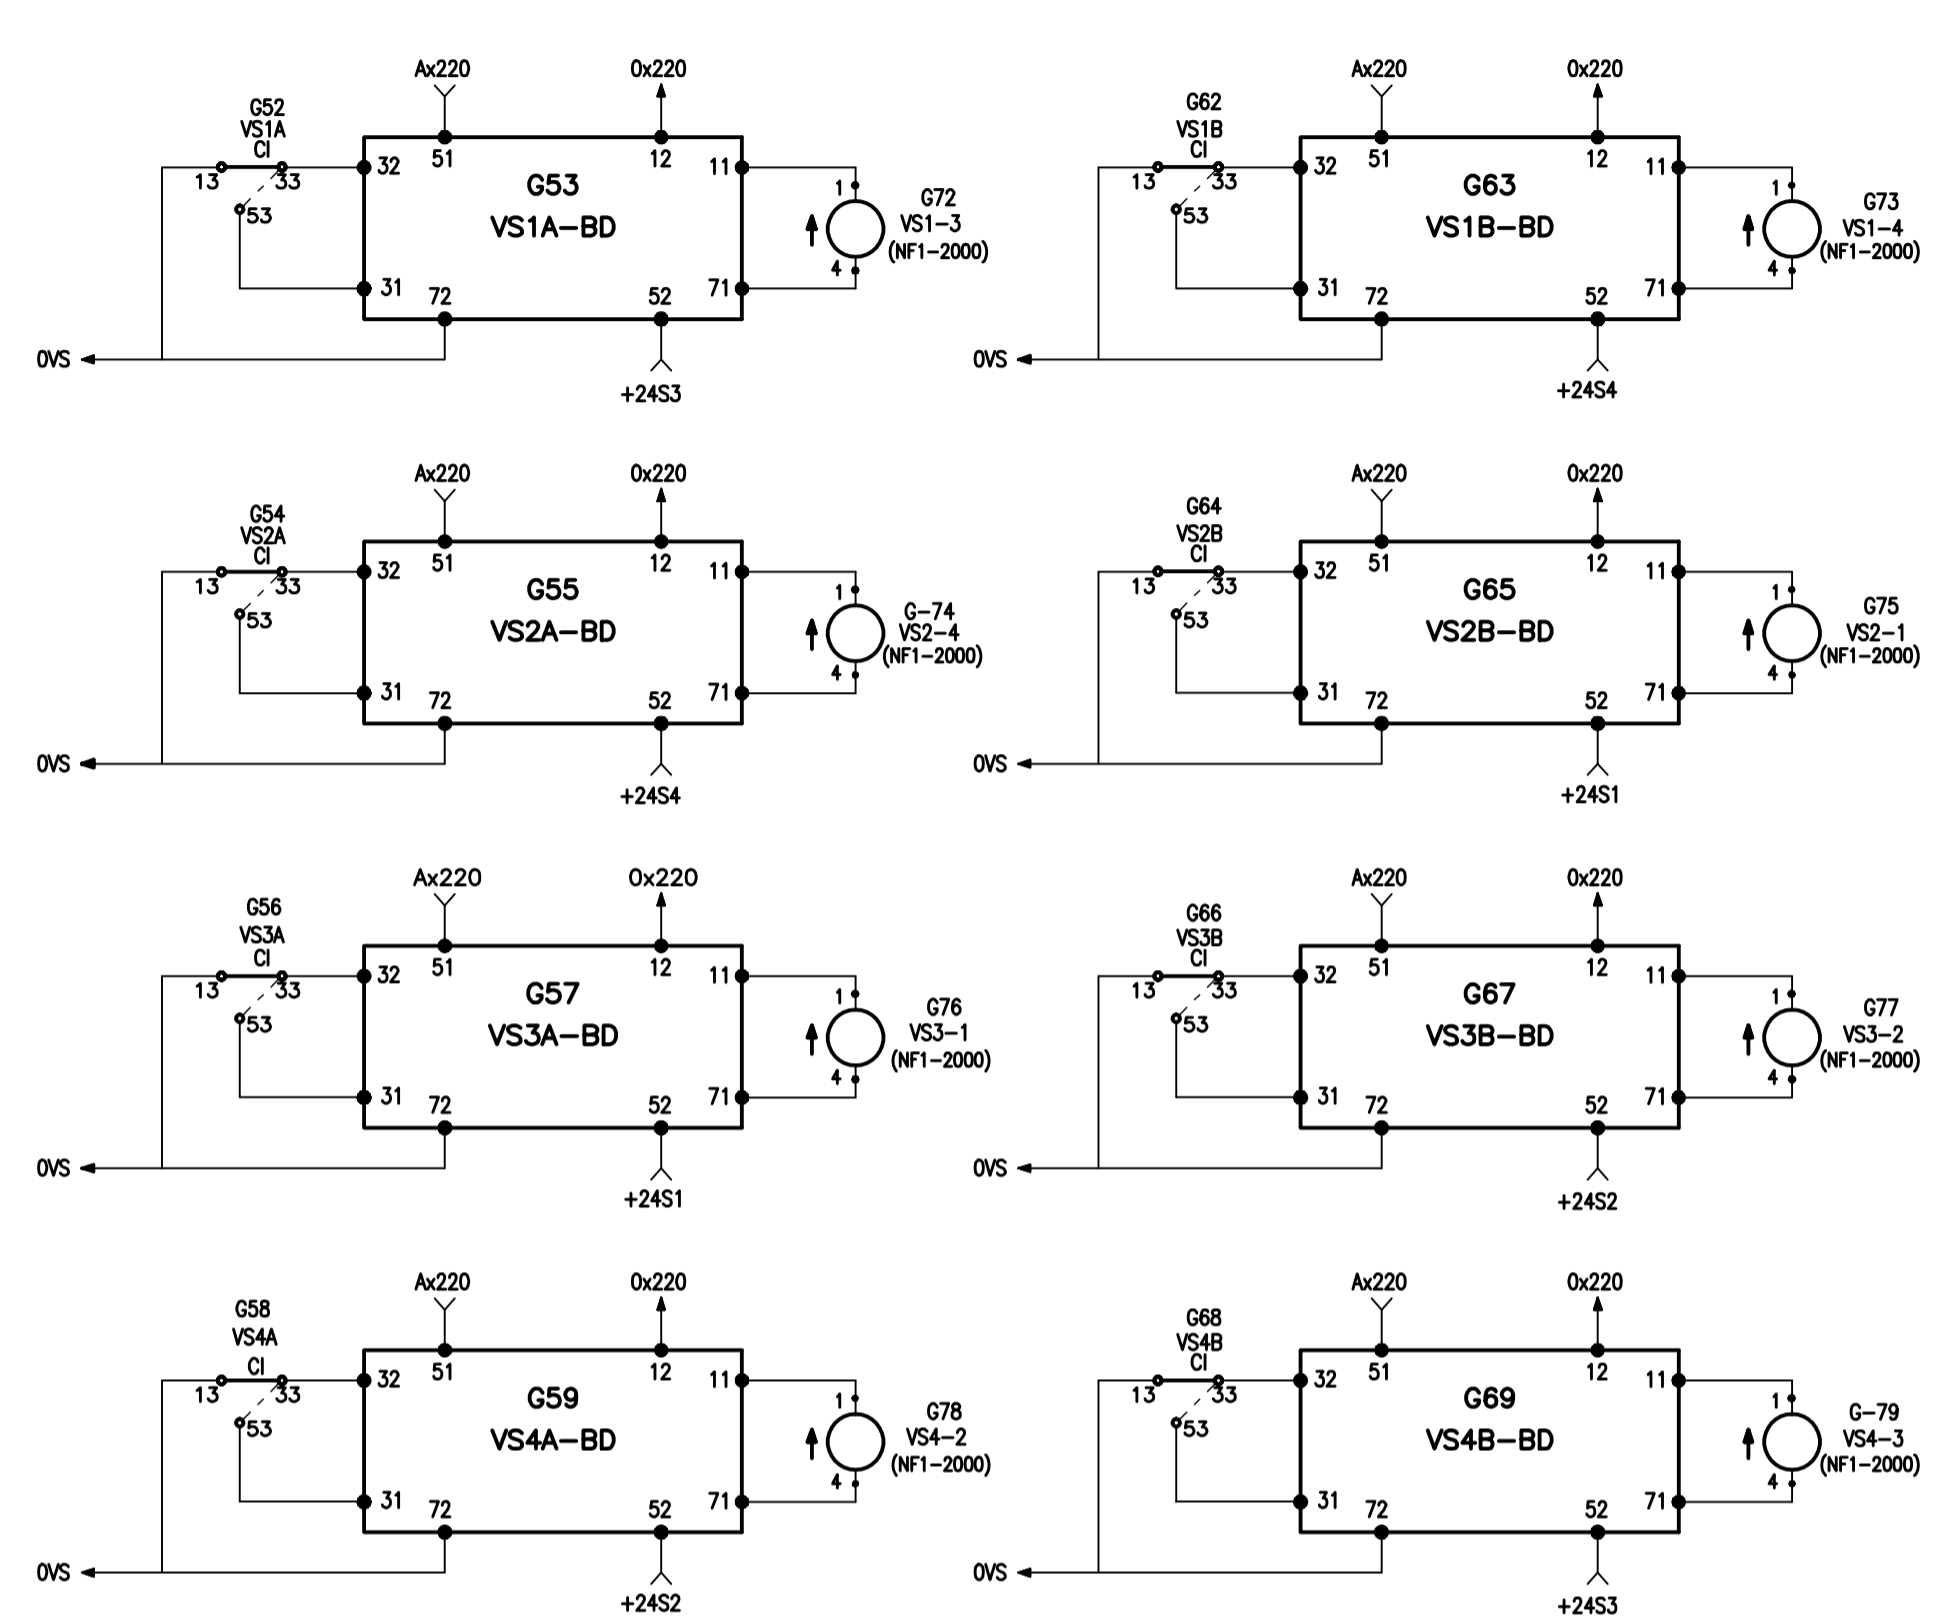 Ax220
0x220
G52
VS1A
CI
13
33
53
32
51
12
11
G53
VS1A-BD
31
72
52
71
1
4
G72
VS1-3
(NF1-2000)
0VS
+24S3
Ax220
0x220
G62
VS1B
CI
13
33
53
32
51
12
11
G63
VS1B-BD
31
72
52
71
1
4
G73
VS1-4
(NF1-2000)
0VS
+24S4
Ax220
0x220
G54
VS2A
CI
13
33
53
32
51
12
11
G55
VS2A-BD
31
72
52
71
1
4
G-74
VS2-4
(NF1-2000)
0VS
+24S4
Ax220
0x220
G64
VS2B
CI
13
33
53
32
51
12
11
G65
VS2B-BD
31
72
52
71
1
4
G75
VS2-1
(NF1-2000)
0VS
+24S1
Ax220
0x220
G56
VS3A
CI
13
33
53
32
51
12
11
G57
VS3A-BD
31
72
52
71
1
4
G76
VS3-1
(NF1-2000)
0VS
+24S1
Ax220
0x220
G66
VS3B
CI
13
33
53
32
51
12
11
G67
VS3B-BD
31
72
52
71
1
4
G77
VS3-2
(NF1-2000)
0VS
+24S2
Ax220
0x220
G58
VS4A
CI
13
33
53
32
51
12
11
G59
VS4A-BD
31
72
52
71
1
4
G78
VS4-2
(NF1-2000)
0VS
+24S2
Ax220
0x220
G68
VS4B
CI
13
33
53
32
51
12
11
G69
VS4B-BD
31
72
52
71
1
4
G-79
VS4-3
(NF1-2000)
0VS
+24S3